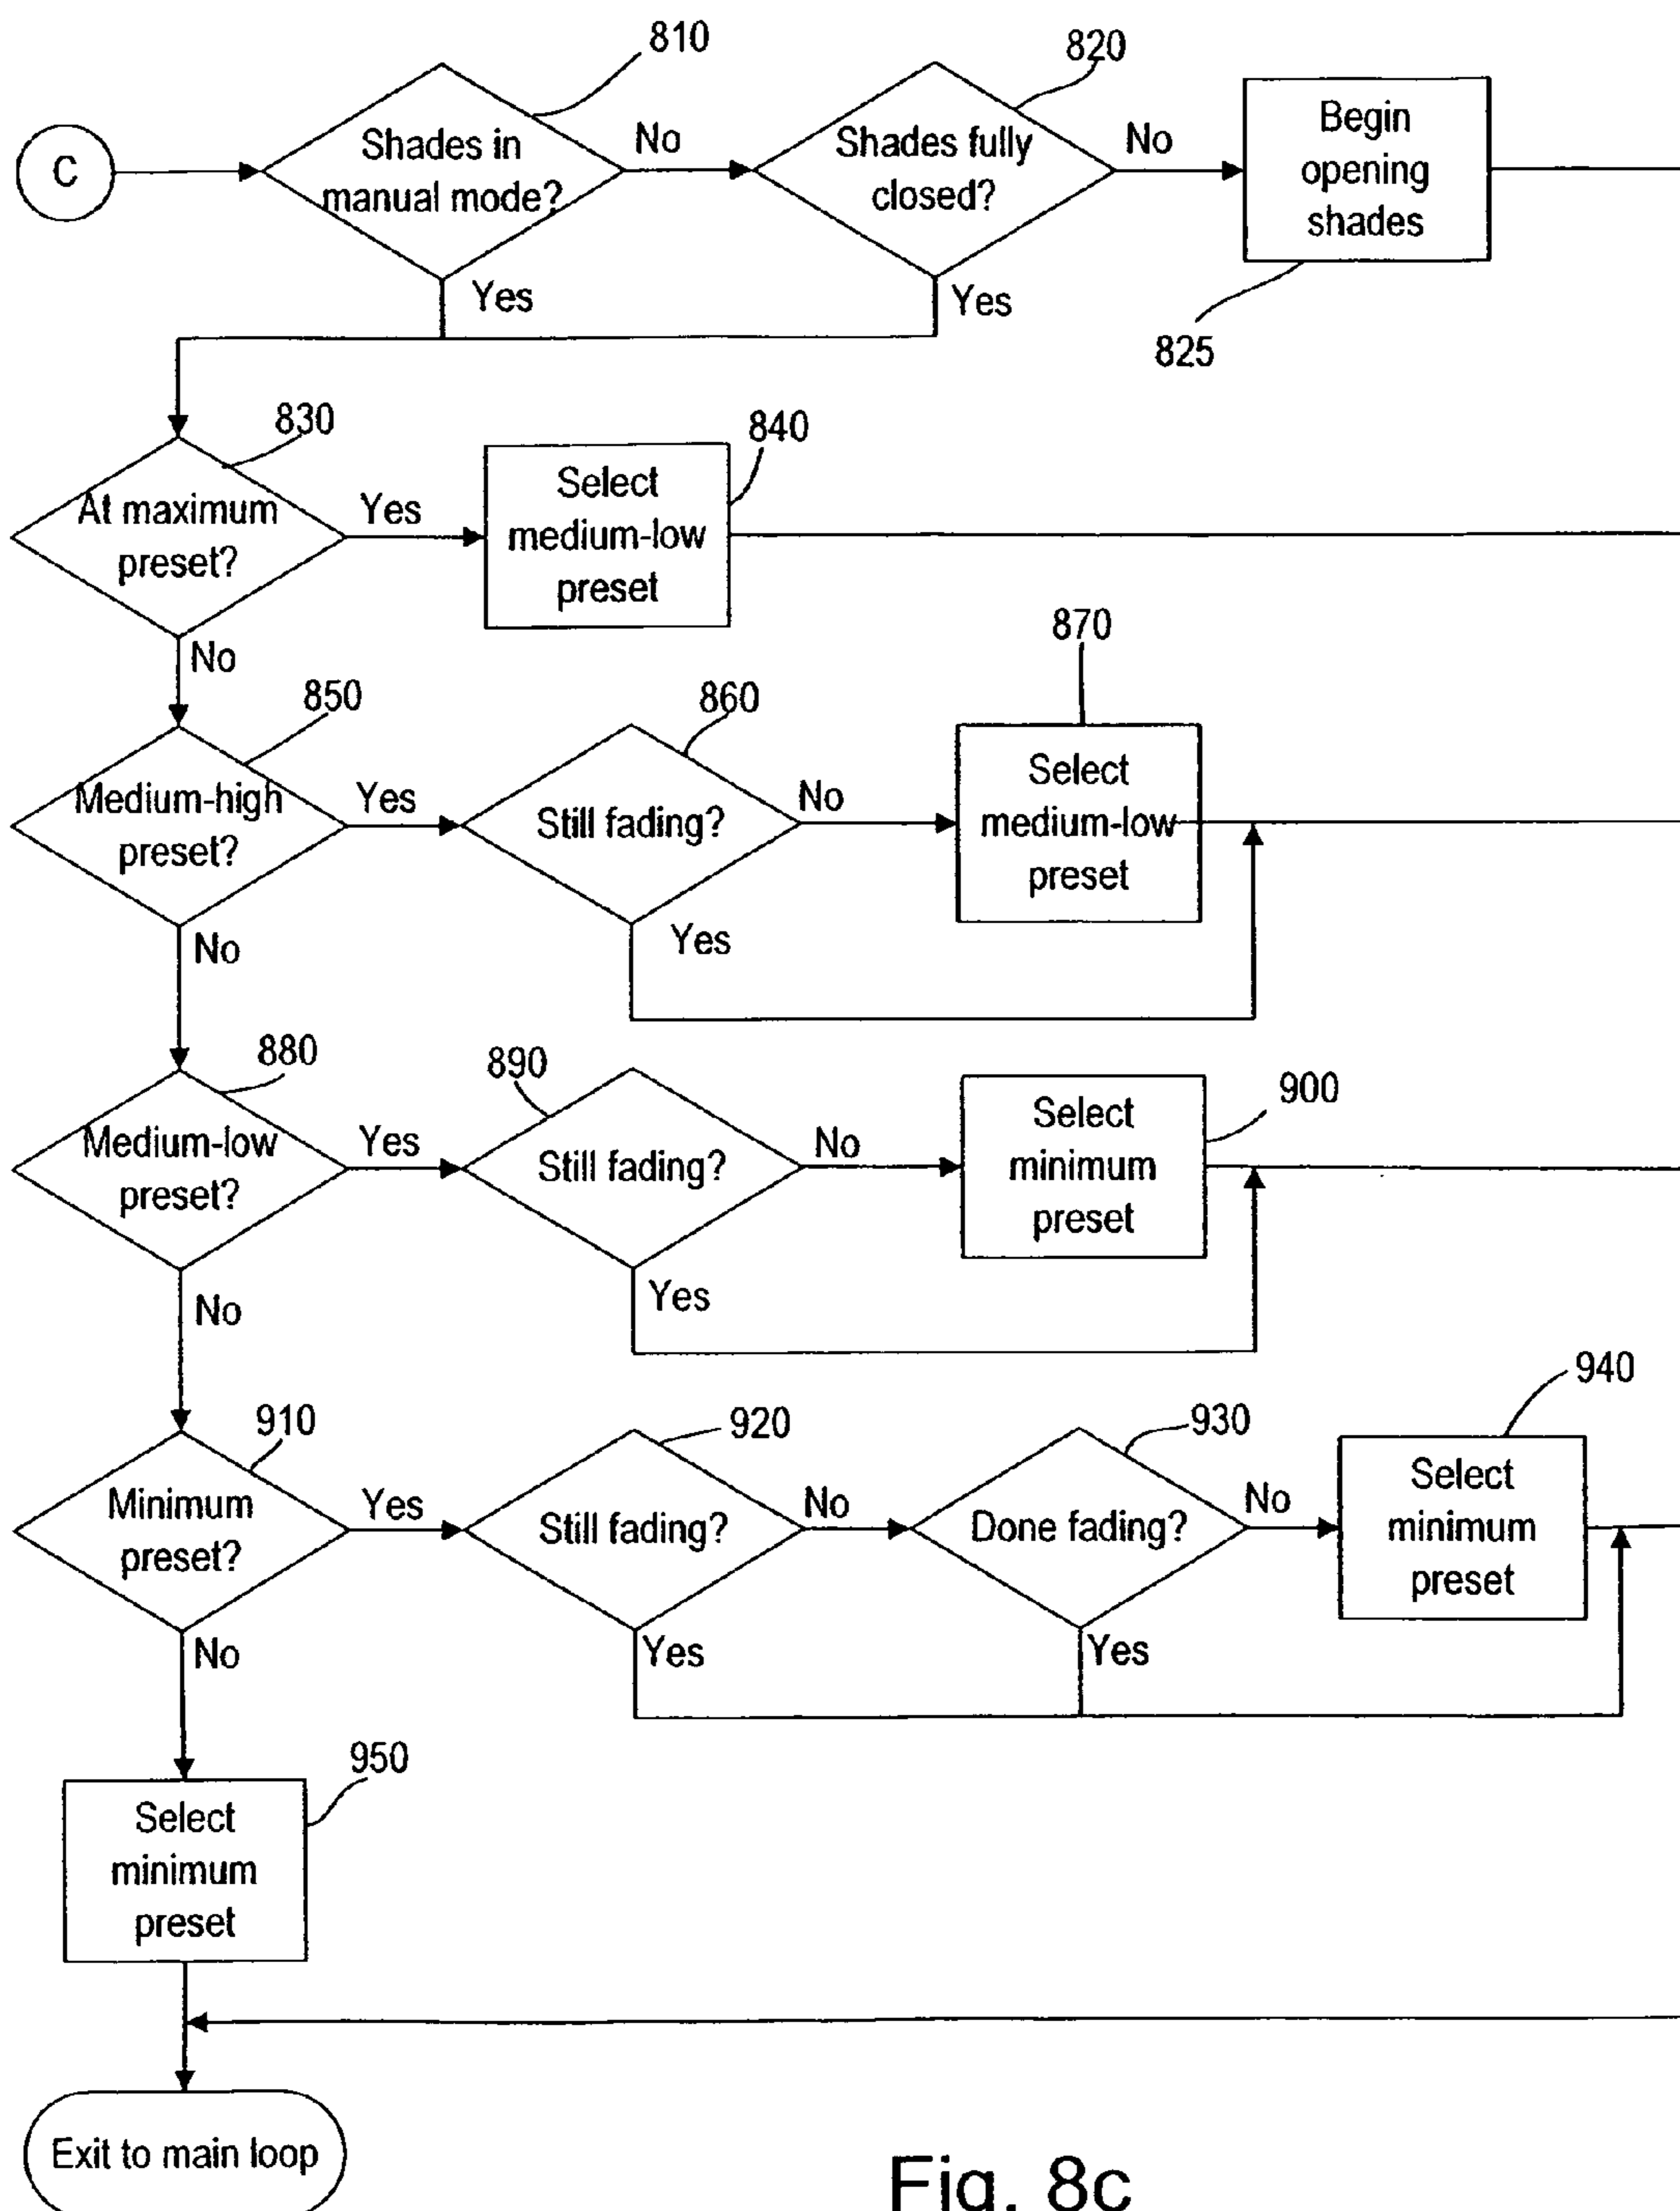 810
820
C
Shades in
manual mode?
No
Shades fully
closed?
No
Begin
opening
shades
Yes
Yes
825
830
840
At maximum
preset?
Yes
Select
medium-low
preset
No
870
850
860
Medium-high
preset?
Yes
Still fading?
No
Select
medium-low
preset
Yes
No
880
890
900
Medium-low
preset?
Yes
Still fading?
No
Select
minimum
preset
Yes
No
940
910
920
930
Minimum
preset?
Yes
Still fading?
No
Done fading?
No
Select
minimum
preset
No
Yes
Yes
950
Select
minimum
preset
Exit to main loop
Fig. 8c